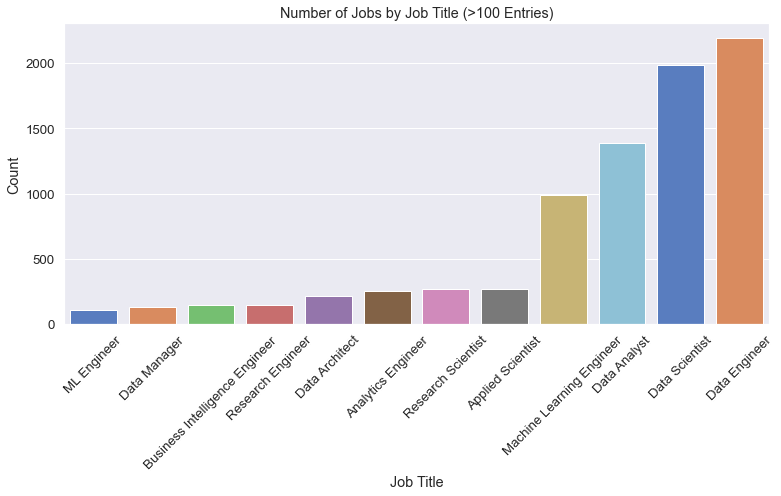 Number of Jobs by Job Title (>100 Entries)
2000
1500
1000
500
0
Count
ML Engineer
Data Manager
Business Intelligence Engineer
Research Engineer
Data Architect
Analytics Engineer
Research Scientist
Applied Scientist
Machine Learning Engineer
Data Analyst
Data Scientist
Data Engineer
Job Title